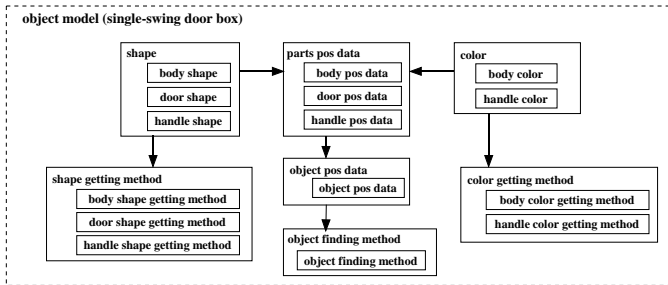 object model (single-swing door box)
shape
body shape
door shape
handle shape
parts pos data
body pos data
door pos data
handle pos data
color
body color
handle color
shape getting method
body shape getting method
door shape getting method
handle shape getting method
object pos data
object pos data
object finding method
object finding method
color getting method
body color getting method
handle color getting method